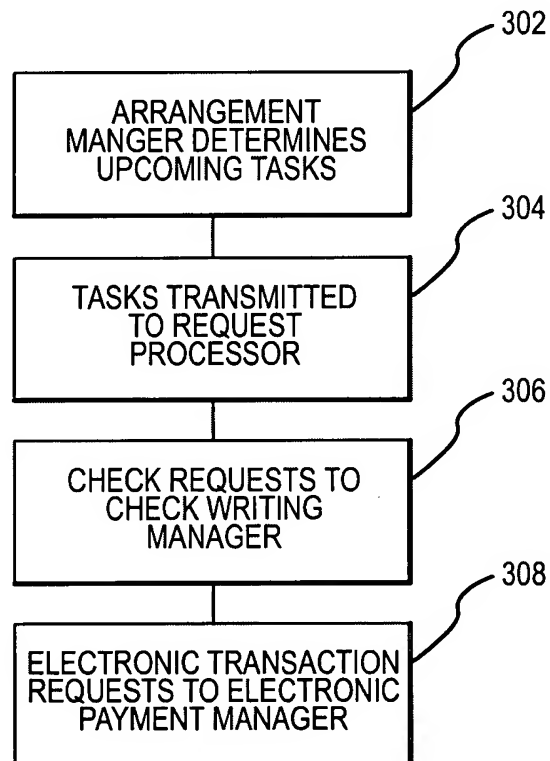 302
ARRANGEMENT
MANGER DETERMINES
UPCOMING TASKS
304
TASKS TRANSMITTED
TO REQUEST
PROCESSOR
306
CHECK REQUESTS TO
CHECK WRITING
MANAGER
308
ELECTRONIC TRANSACTION
REQUESTS TO ELECTRONIC
PAYMENT MANAGER